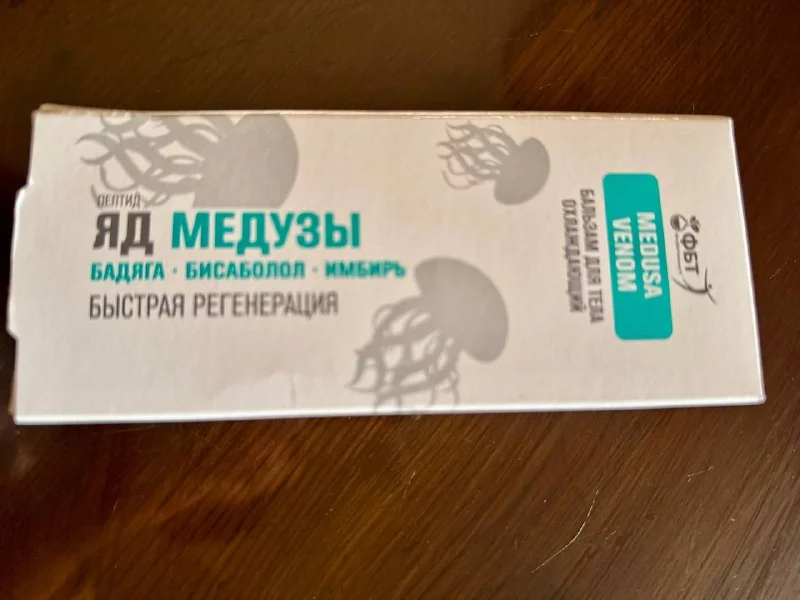 ПЕПТИД
ЯД МЕДУЗЫ
БАДЯГА · БИСАБОЛОЛ · ИМБИРЬ
БЫСТРАЯ РЕГЕНЕРАЦИЯ
ФБТ
MEDUSA
VENOM
БАЛЬЗАМ ДЛЯ ТЕЛА
ОХЛАЖДАЮЩИЙ